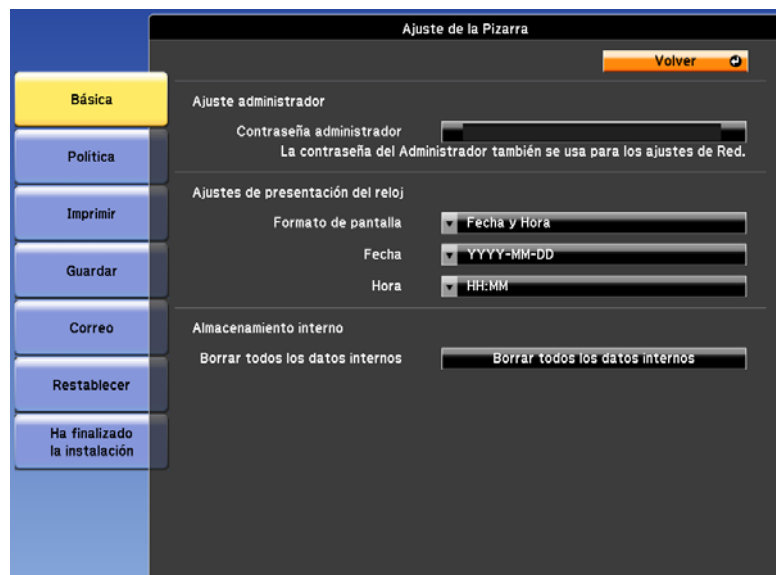 Ajuste de la Pizarra
Volver
Básica
Política
Imprimir
Guardar
Correo
Restablecer
Ha finalizado
la instalación
Ajuste administrador
Contraseña administrador
La contraseña del Administrador también se usa para los ajustes de Red.
Ajustes de presentación del reloj
Formato de pantalla Fecha y Hora
Fecha YYYY-MM-DD
Hora HH:MM
Almacenamiento interno
Borrar todos los datos internos Borrar todos los datos internos